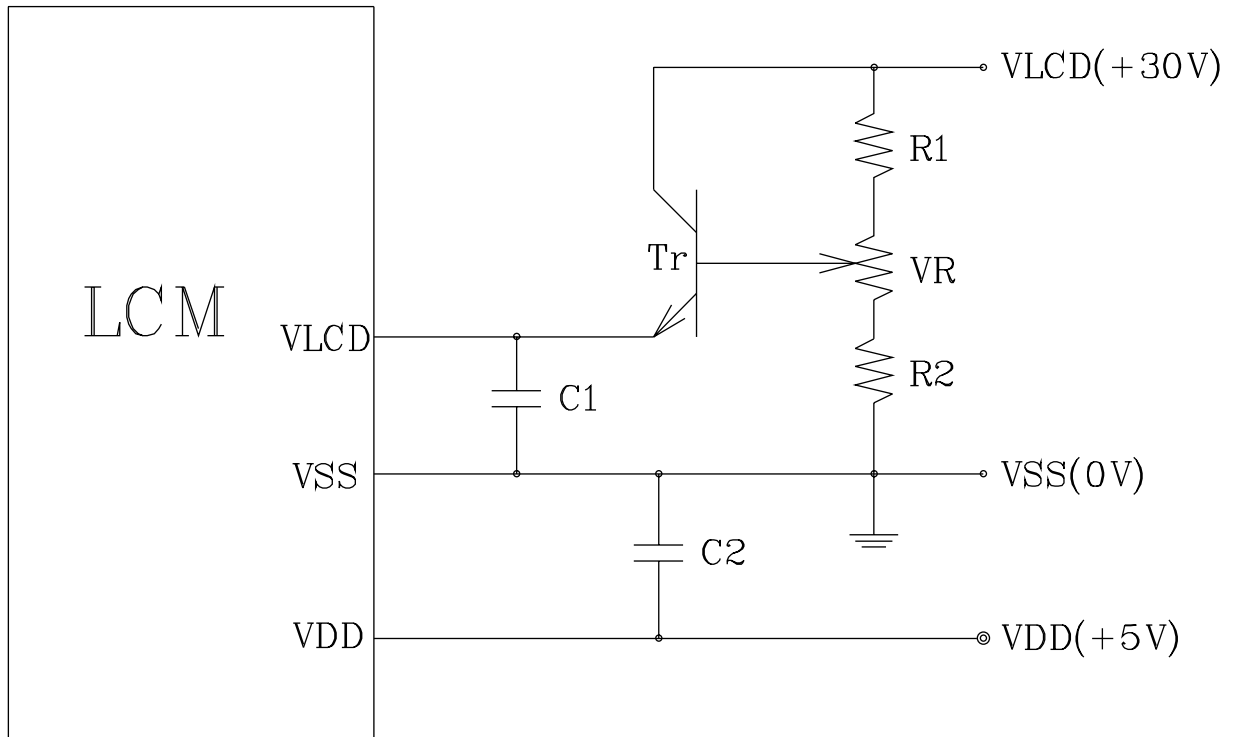 VLCD(+30V)
R1
Tr
VR
LCM
VLCD
R2
C1
VSS
VSS(0V)
C2
VDD
VDD(+5V)